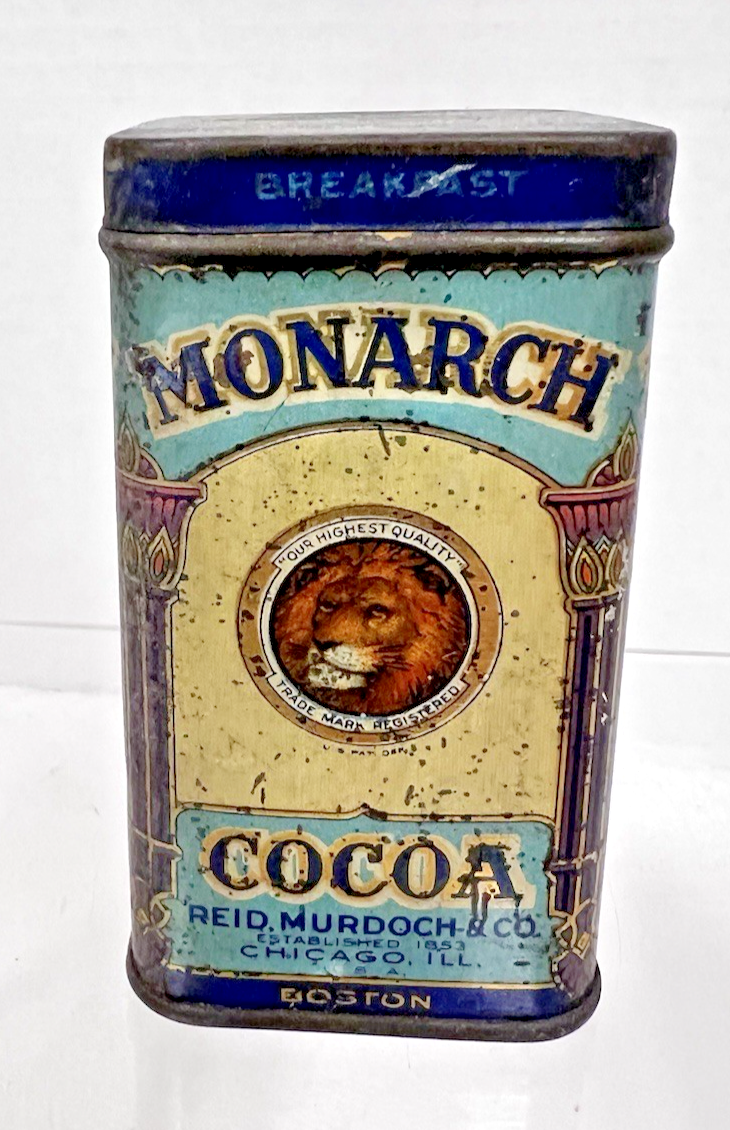 BREAKFAST
MONARCH
"OUR HIGHEST QUALITY"
TRADE MARK REGISTERED
U.S. PAT. OFF.
COCOA
REID, MURDOCH & CO.
ESTABLISHED 1853
CHICAGO, ILL.
S. A.
BOSTON